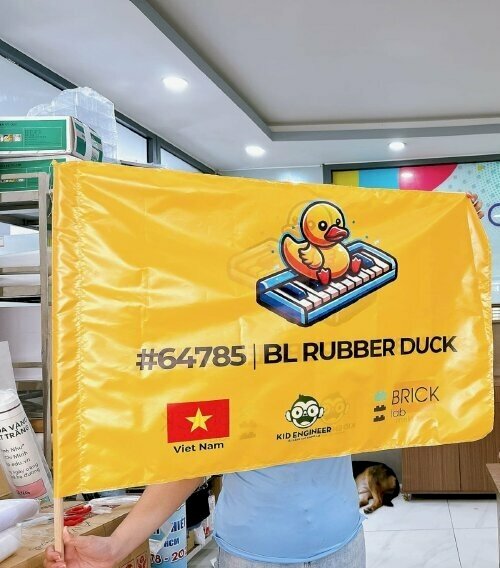 #64785 | BL RUBBER DUCK
Viet Nam
KID ENGINEER
BRICK
lab